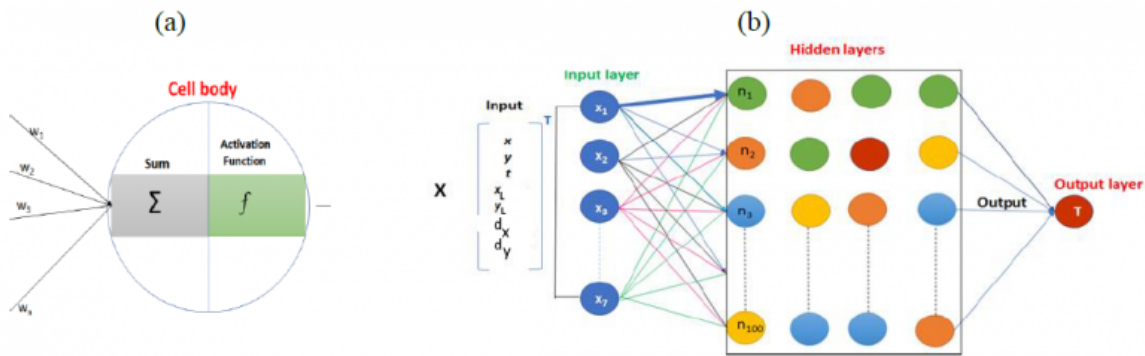 (a)
Cell body
w1
w2
w3
wn
Sum
Σ
Activation
Function
f
(b)
Hidden layers
Input layer
Input
T
X
x
y
t
xL
yL
dx
dy
x1
x2
x3
x7
n1
n2
n3
n100
Output
Output layer
T